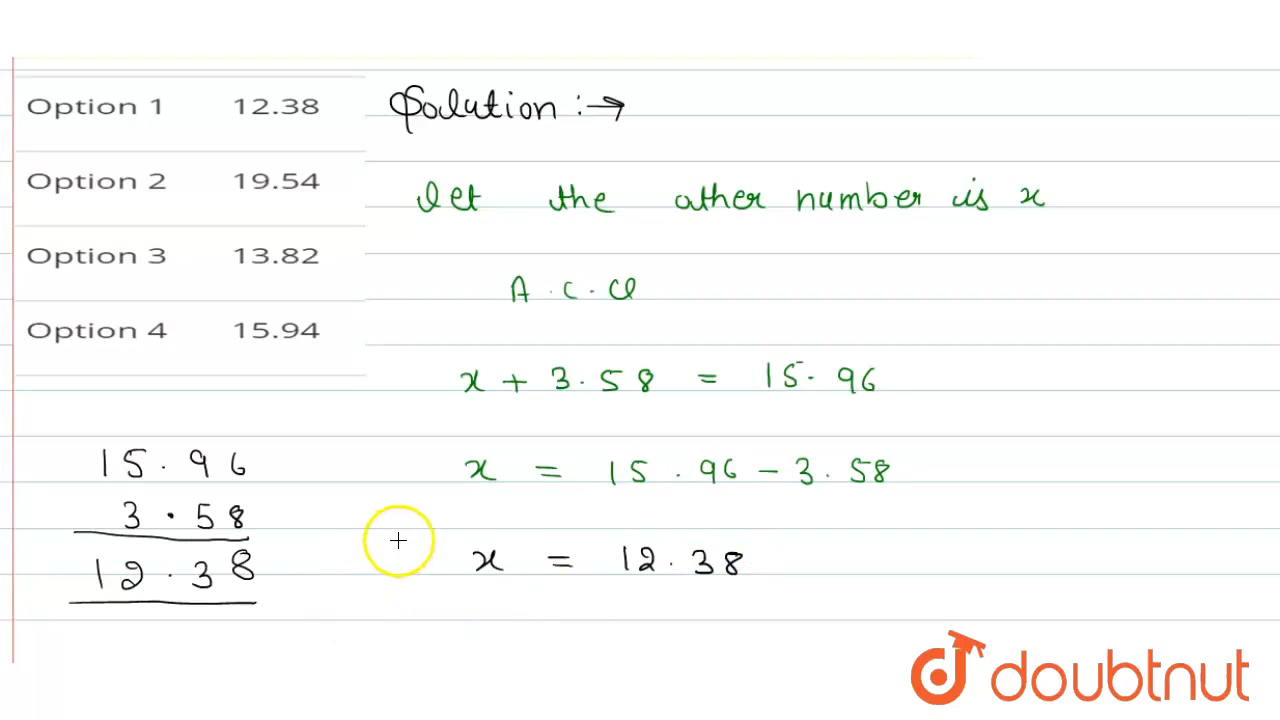 Option 1 12.38
Option 2 19.54
Option 3 13.82
Option 4 15.94
Solution :→
let the other number is x
A.C.Q
x + 3.58 = 15.96
x = 15.96 - 3.58
x = 12.38
15.96
3.58
12.38
doubtnut